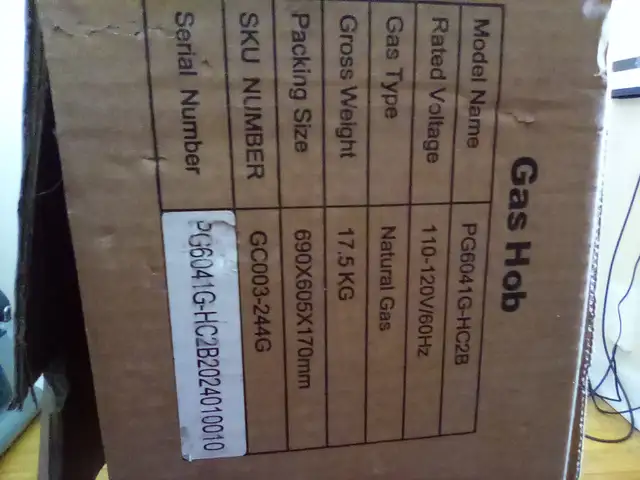 Gas Hob
Model Name PG6041G-HC2B
Rated Voltage 110-120V/60Hz
Gas Type Natural Gas
Gross Weight 17.5 KG
Packing Size 690X605X170mm
SKU NUMBER GC003-244G
Serial Number PG6041G-HC2B2024010010